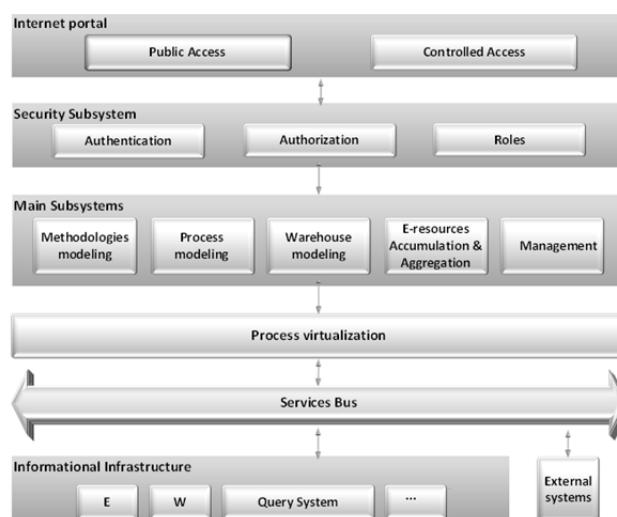 Internet portal
Public Access
Controlled Access
Security Subsystem
Authentication
Authorization
Roles
Main Subsystems
Methodologies
modeling
Process
modeling
Warehouse
modeling
E-resources
Accumulation &
Aggregation
Management
Process virtualization
Services Bus
Informational Infrastructure
E
W
Query System
...
External
systems